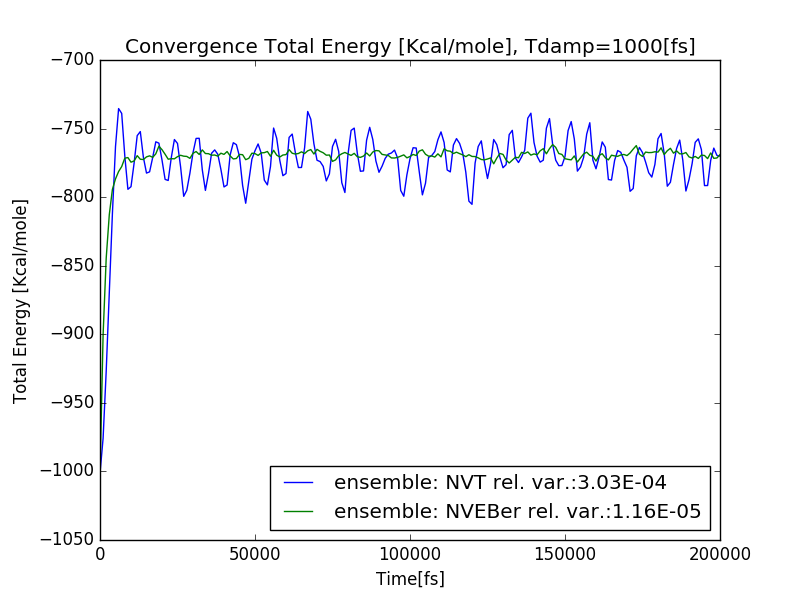 Convergence Total Energy [Kcal/mole], Tdamp=1000[fs]
−700
−750
−800
−850
−900
−950
−1000
−1050
Total Energy [Kcal/mole]
ensemble: NVT rel. var.:3.03E-04
ensemble: NVEBer rel. var.:1.16E-05
0 50000 100000 150000 200000
Time[fs]